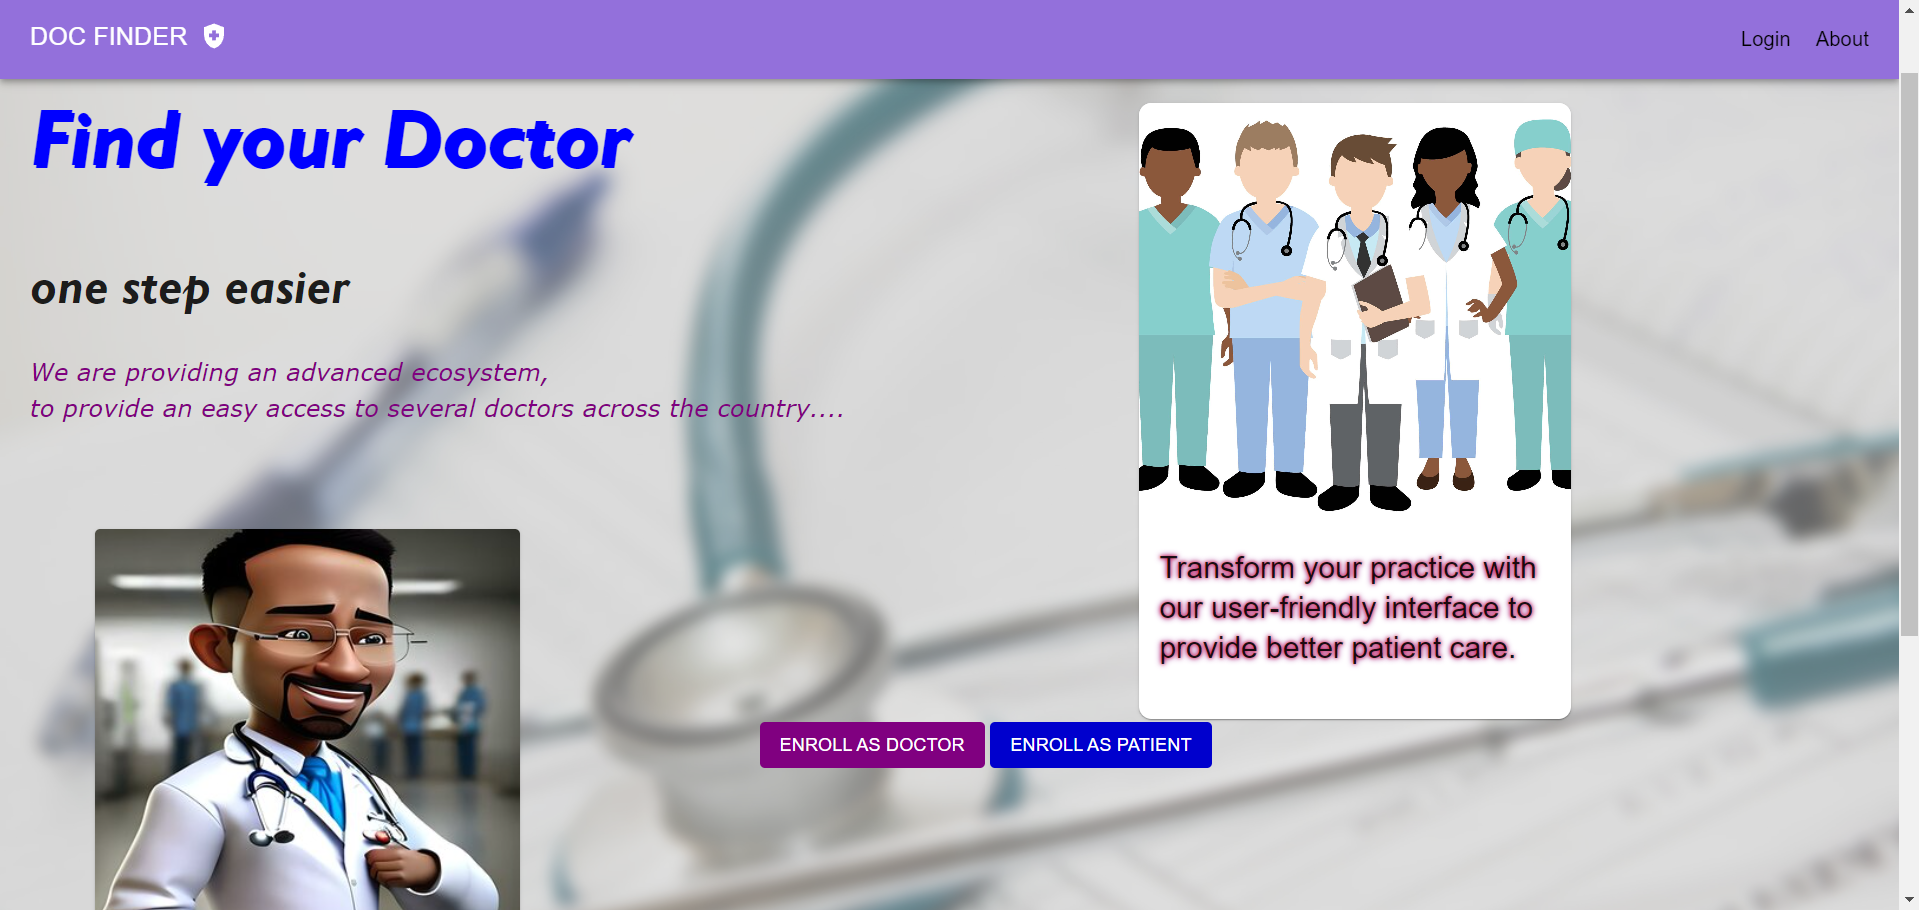 DOC FINDER
Login
About
Find your Doctor
one step easier
We are providing an advanced ecosystem,
to provide an easy access to several doctors across the country....
Transform your practice with
our user-friendly interface to
provide better patient care.
ENROLL AS DOCTOR
ENROLL AS PATIENT